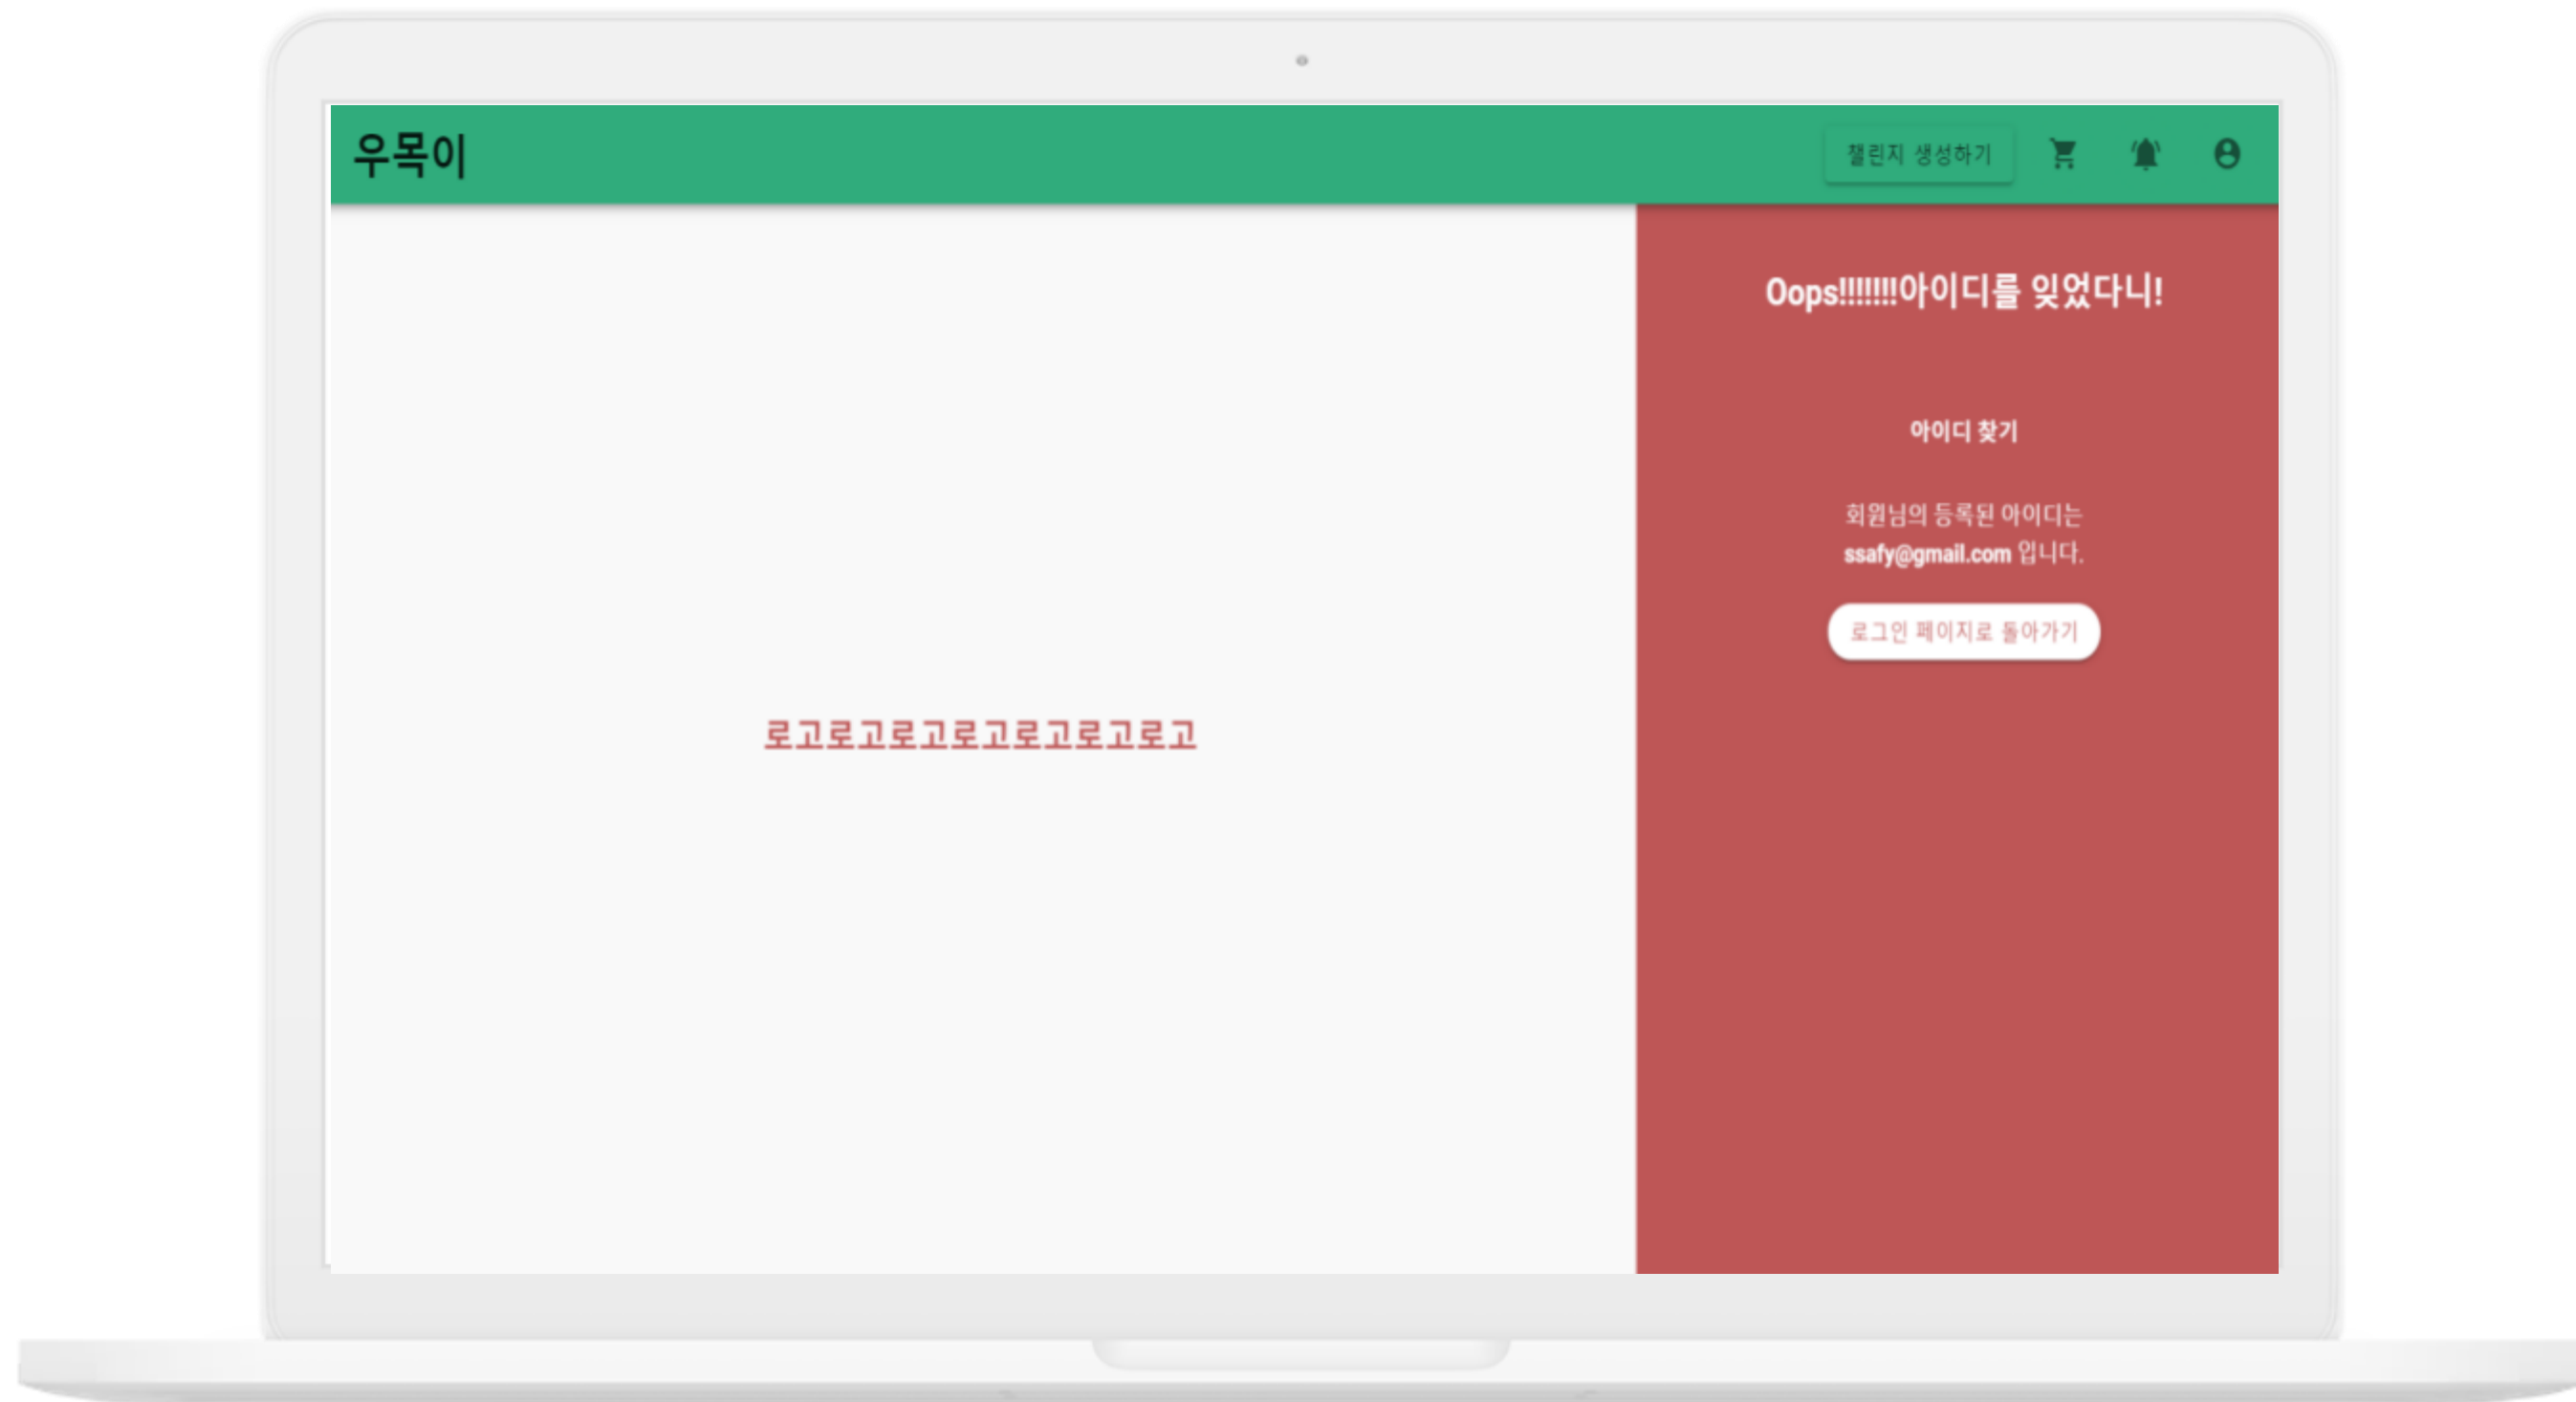 우목이
챌린지 생성하기
Oops!!!!!!!아이디를 잊었다니!
아이디 찾기
회원님의 등록된 아이디는
ssafy@gmail.com 입니다.
로그인 페이지로 돌아가기
로고로고로고로고로고로고로고